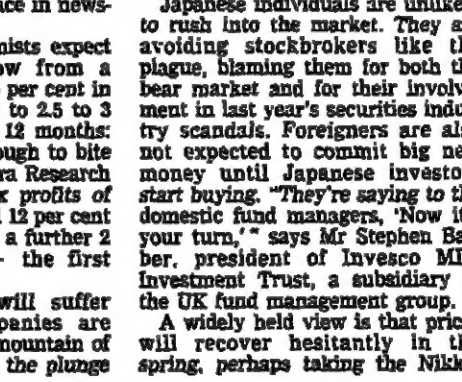 ace in news-
nists expect
ow from a
per cent in
to 2.5 to 3
12 months:
ough to bite
ra Research
x profits of
12 per cent
a further 2
- the first
will suffer
panies are
mountain of
the plunge
Japanese individuals are unlike
to rush into the market. They a
avoiding stockbrokers like th
plague, blaming them for both th
bear market and for their involv
ment in last year's securities indu
try scandals. Foreigners are als
not expected to commit big ne
money until Japanese investo
start buying. "They're saying to th
domestic fund managers, 'Now it
your turn,'" says Mr Stephen Ba
ber, president of Invesco MI
Investment Trust, a subsidiary
the UK fund management group.
A widely held view is that pric
will recover hesitantly in th
spring, perhaps taking the Nikk